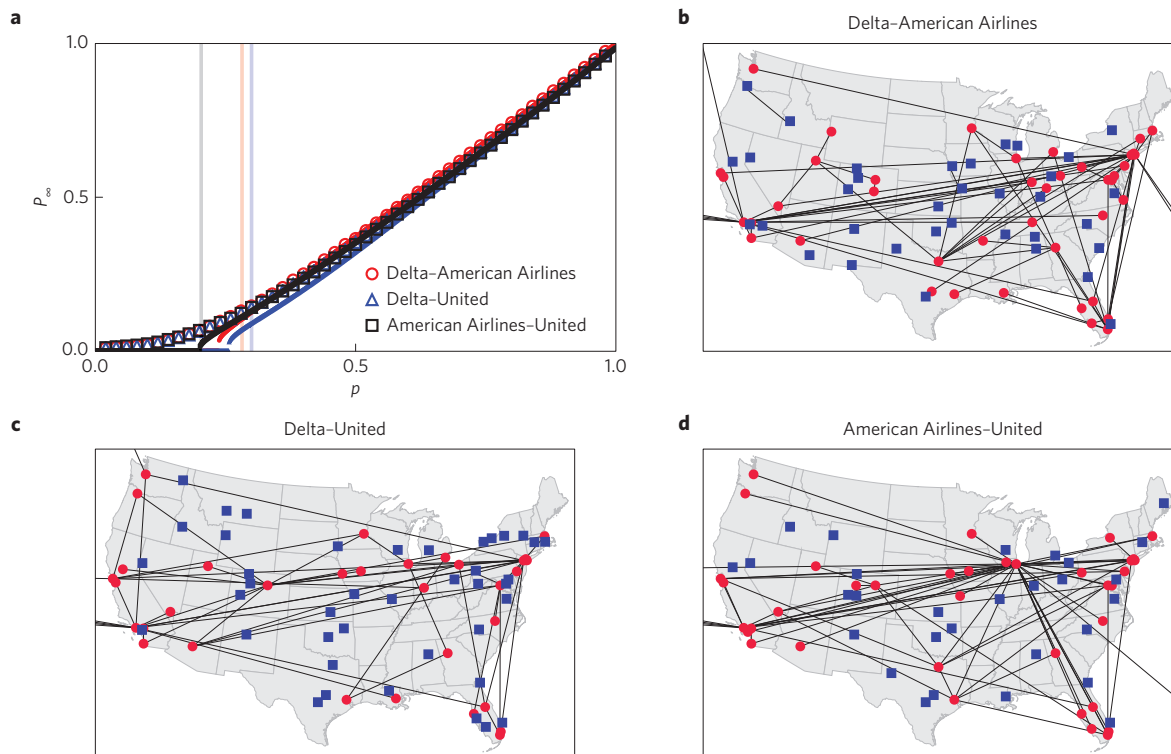 a
1.0
0.5
0.0
P∞
0.0
0.5
1.0
p
Delta–American Airlines
Delta–United
American Airlines–United
b
Delta–American Airlines
c
Delta–United
d
American Airlines–United